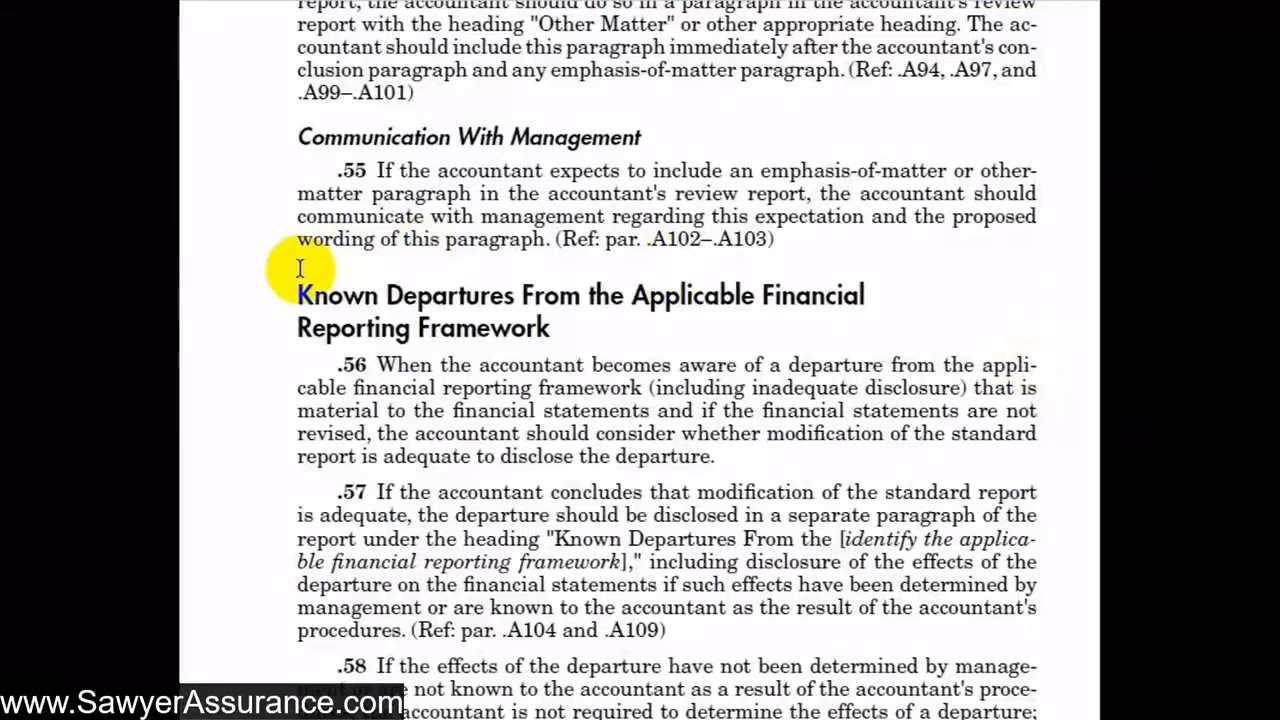 report, the accountant should do so in a paragraph in the accountant's review
report with the heading "Other Matter" or other appropriate heading. The ac-
countant should include this paragraph immediately after the accountant's con-
clusion paragraph and any emphasis-of-matter paragraph. (Ref: .A94, .A97, and
.A99–.A101)
Communication With Management
.55 If the accountant expects to include an emphasis-of-matter or other-
matter paragraph in the accountant's review report, the accountant should
communicate with management regarding this expectation and the proposed
wording of this paragraph. (Ref: par. .A102–.A103)
Known Departures From the Applicable Financial
Reporting Framework
.56 When the accountant becomes aware of a departure from the appli-
cable financial reporting framework (including inadequate disclosure) that is
material to the financial statements and if the financial statements are not
revised, the accountant should consider whether modification of the standard
report is adequate to disclose the departure.
.57 If the accountant concludes that modification of the standard report
is adequate, the departure should be disclosed in a separate paragraph of the
report under the heading "Known Departures From the [identify the applica-
ble financial reporting framework]," including disclosure of the effects of the
departure on the financial statements if such effects have been determined by
management or are known to the accountant as the result of the accountant's
procedures. (Ref: par. .A104 and .A109)
.58 If the effects of the departure have not been determined by manage-
not known to the accountant as a result of the accountant's proce-
accountant is not required to determine the effects of a departure;
www.SawyerAssurance.com